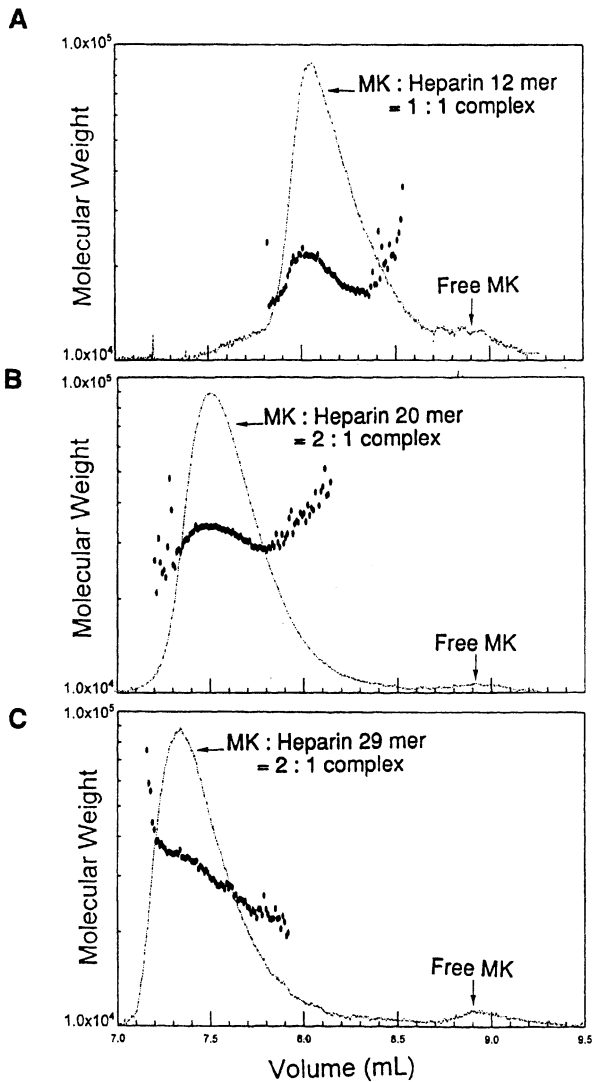 A
1.0x10⁵
MK : Heparin 12 mer
= 1 : 1 complex
Molecular Weight
Free MK
1.0x10⁴
B
1.0x10⁵
MK : Heparin 20 mer
= 2 : 1 complex
Molecular Weight
Free MK
1.0x10⁴
C
1.0x10⁵
MK : Heparin 29 mer
= 2 : 1 complex
Molecular Weight
Free MK
1.0x10⁴
7.0 7.5 8.0 8.5 9.0 9.5
Volume (mL)